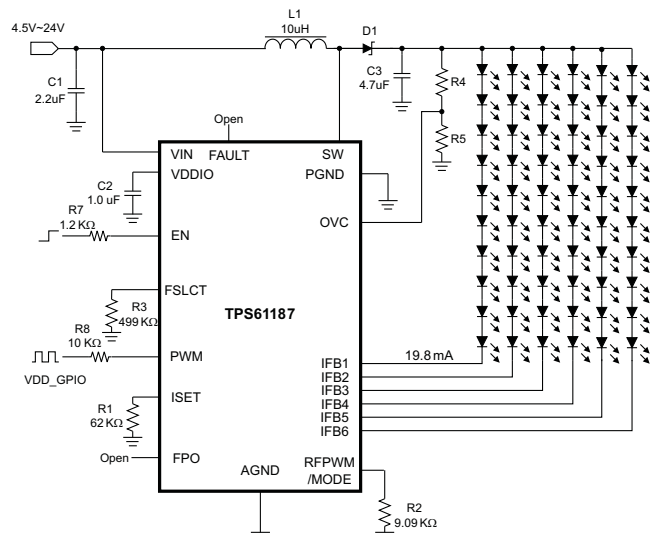 4.5V~24V
L1
10uH
D1
C1
2.2uF
C3
4.7uF
R4
R5
Open
VIN
FAULT
SW
VDDIO
PGND
C2
1.0 uF
R7
1.2 KΩ
EN
OVC
FSLCT
R3
499 KΩ
TPS61187
R8
10 KΩ
PWM
VDD_GPIO
ISET
R1
62 KΩ
IFB1
19.8 mA
IFB2
IFB3
IFB4
IFB5
IFB6
Open
FPO
AGND
RFPWM
/MODE
R2
9.09 KΩ